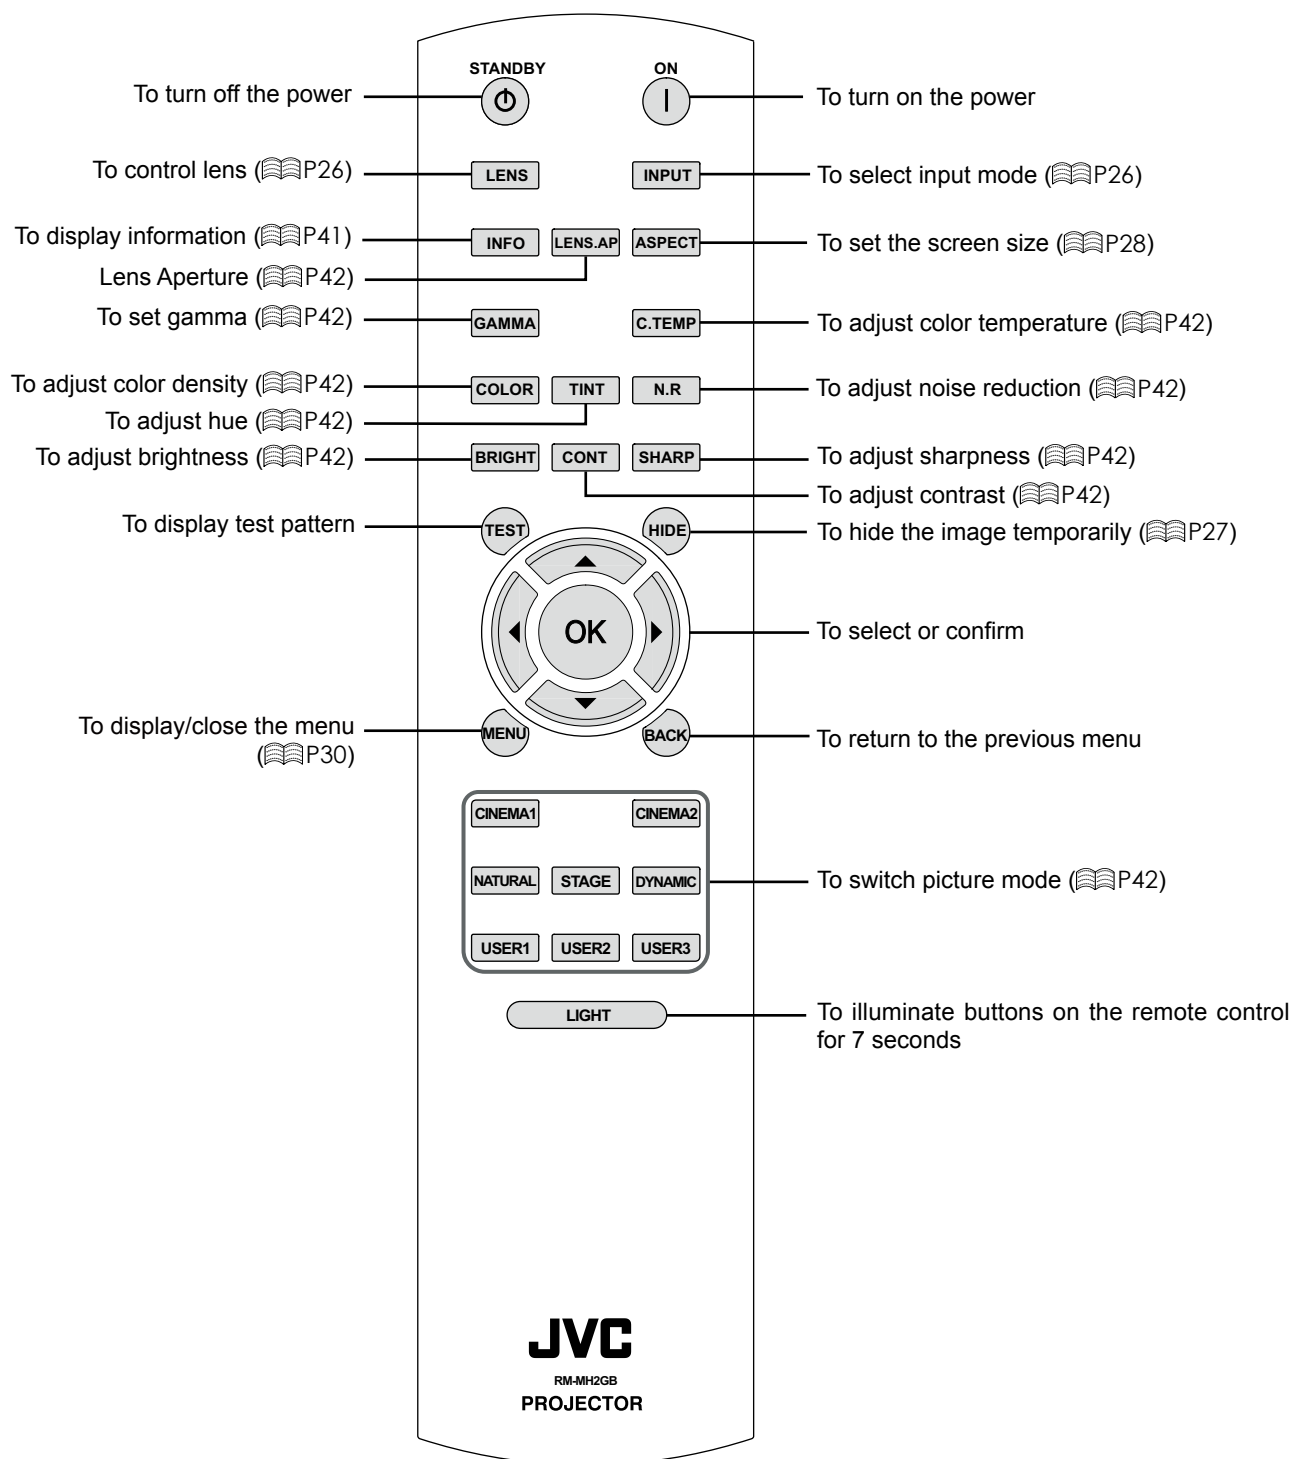 STANDBY ON
To turn off the power To turn on the power
To control lens (P26) LENS INPUT To select input mode (P26)
To display information (P41) INFO LENS.AP ASPECT To set the screen size (P28)
Lens Aperture (P42)
To set gamma (P42) GAMMA C.TEMP To adjust color temperature (P42)
To adjust color density (P42) COLOR TINT N.R To adjust noise reduction (P42)
To adjust hue (P42)
To adjust brightness (P42) BRIGHT CONT SHARP To adjust sharpness (P42)
To adjust contrast (P42)
To display test pattern TEST HIDE To hide the image temporarily (P27)
OK To select or confirm
To display/close the menu
(P30)
MENU BACK To return to the previous menu
CINEMA1 CINEMA2
NATURAL STAGE DYNAMIC To switch picture mode (P42)
USER1 USER2 USER3
LIGHT To illuminate buttons on the remote control
for 7 seconds
JVC
RM-MH2GB
PROJECTOR